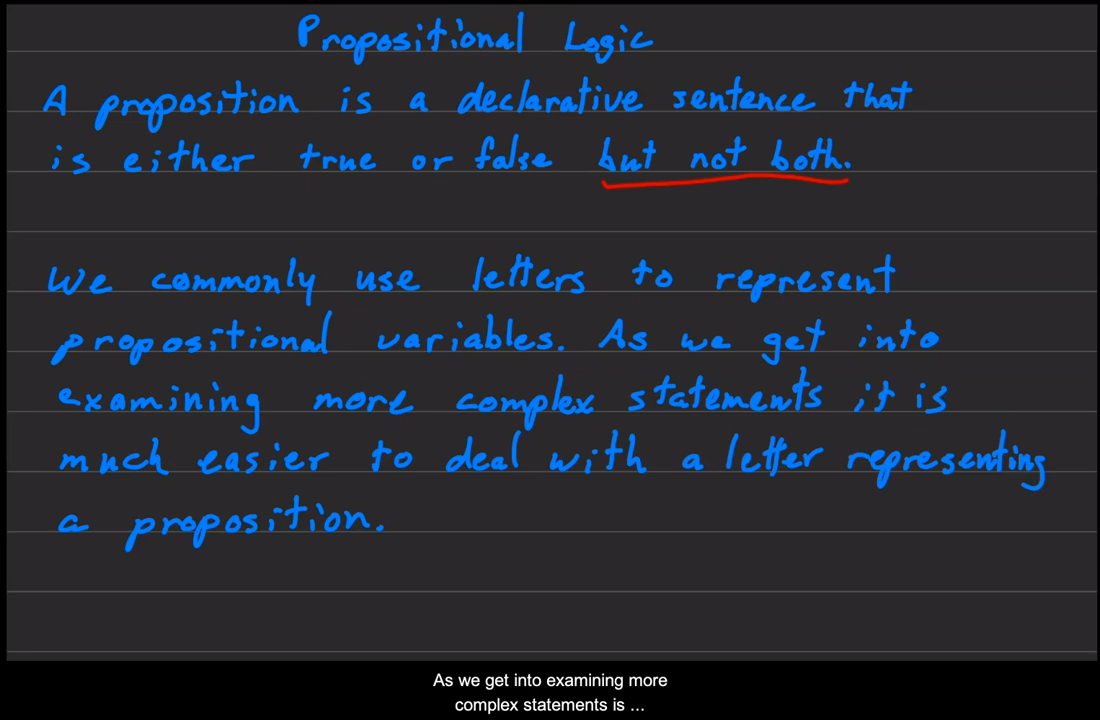 Propositional Logic
A proposition is a declarative sentence that
is either true or false but not both.
We commonly use letters to represent
propositional variables. As we get into
examining more complex statements it is
much easier to deal with a letter representing
a proposition.
As we get into examining more
complex statements is ...